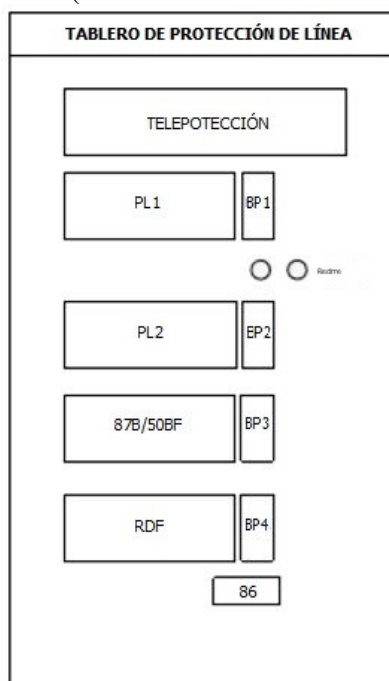 TABLERO DE PROTECCIÓN DE LÍNEA
TELEPOTECCIÓN
PL1 BP1
PL2 EP2
87B/50BF BP3
RDF BP4
86